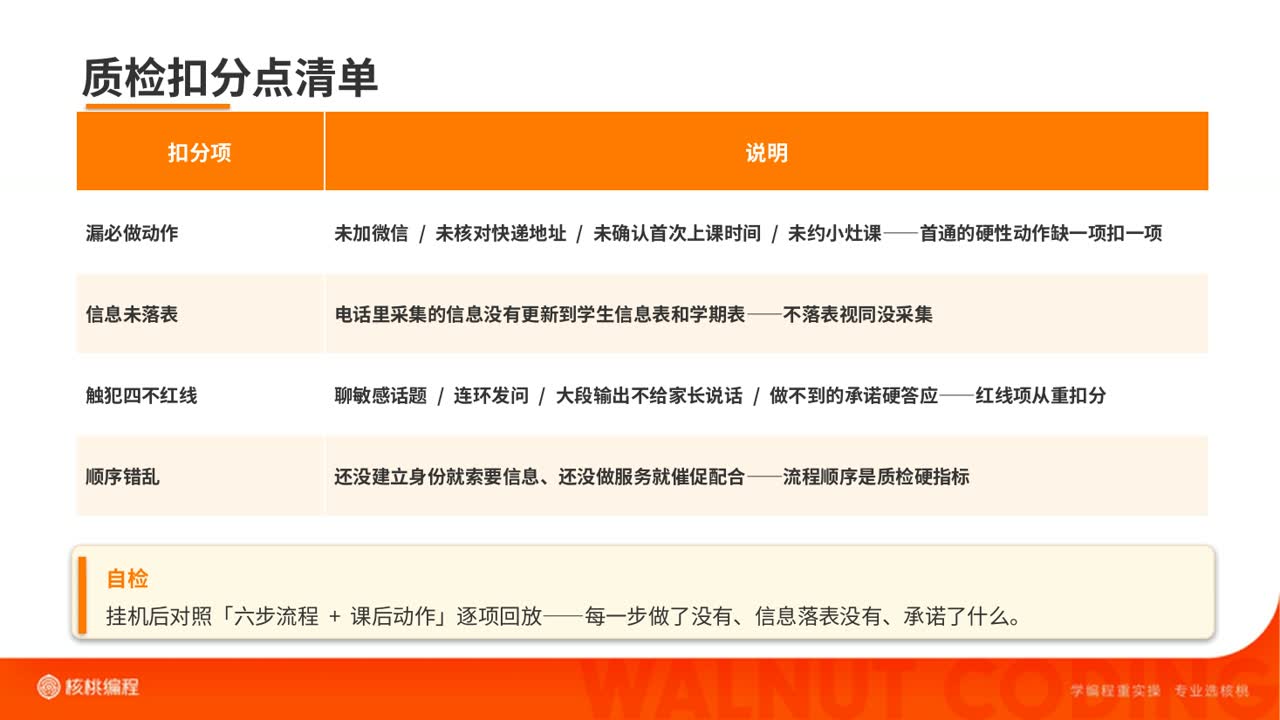 质检扣分点清单
扣分项
说明
漏必做动作
未加微信 / 未核对快递地址 / 未确认首次上课时间 / 未约小灶课——首通的硬性动作缺一项扣一项
信息未落表
电话里采集的信息没有更新到学生信息表和学期表——不落表视同没采集
触犯四不红线
聊敏感话题 / 连环发问 / 大段输出不给家长说话 / 做不到的承诺硬答应——红线项从重扣分
顺序错乱
还没建立身份就索要信息、还没做服务就催促配合——流程顺序是质检硬指标
自检
挂机后对照「六步流程 + 课后动作」逐项回放——每一步做了没有、信息落表没有、承诺了什么。
WALNUT CODING
核桃编程
学编程重实操 专业选核桃